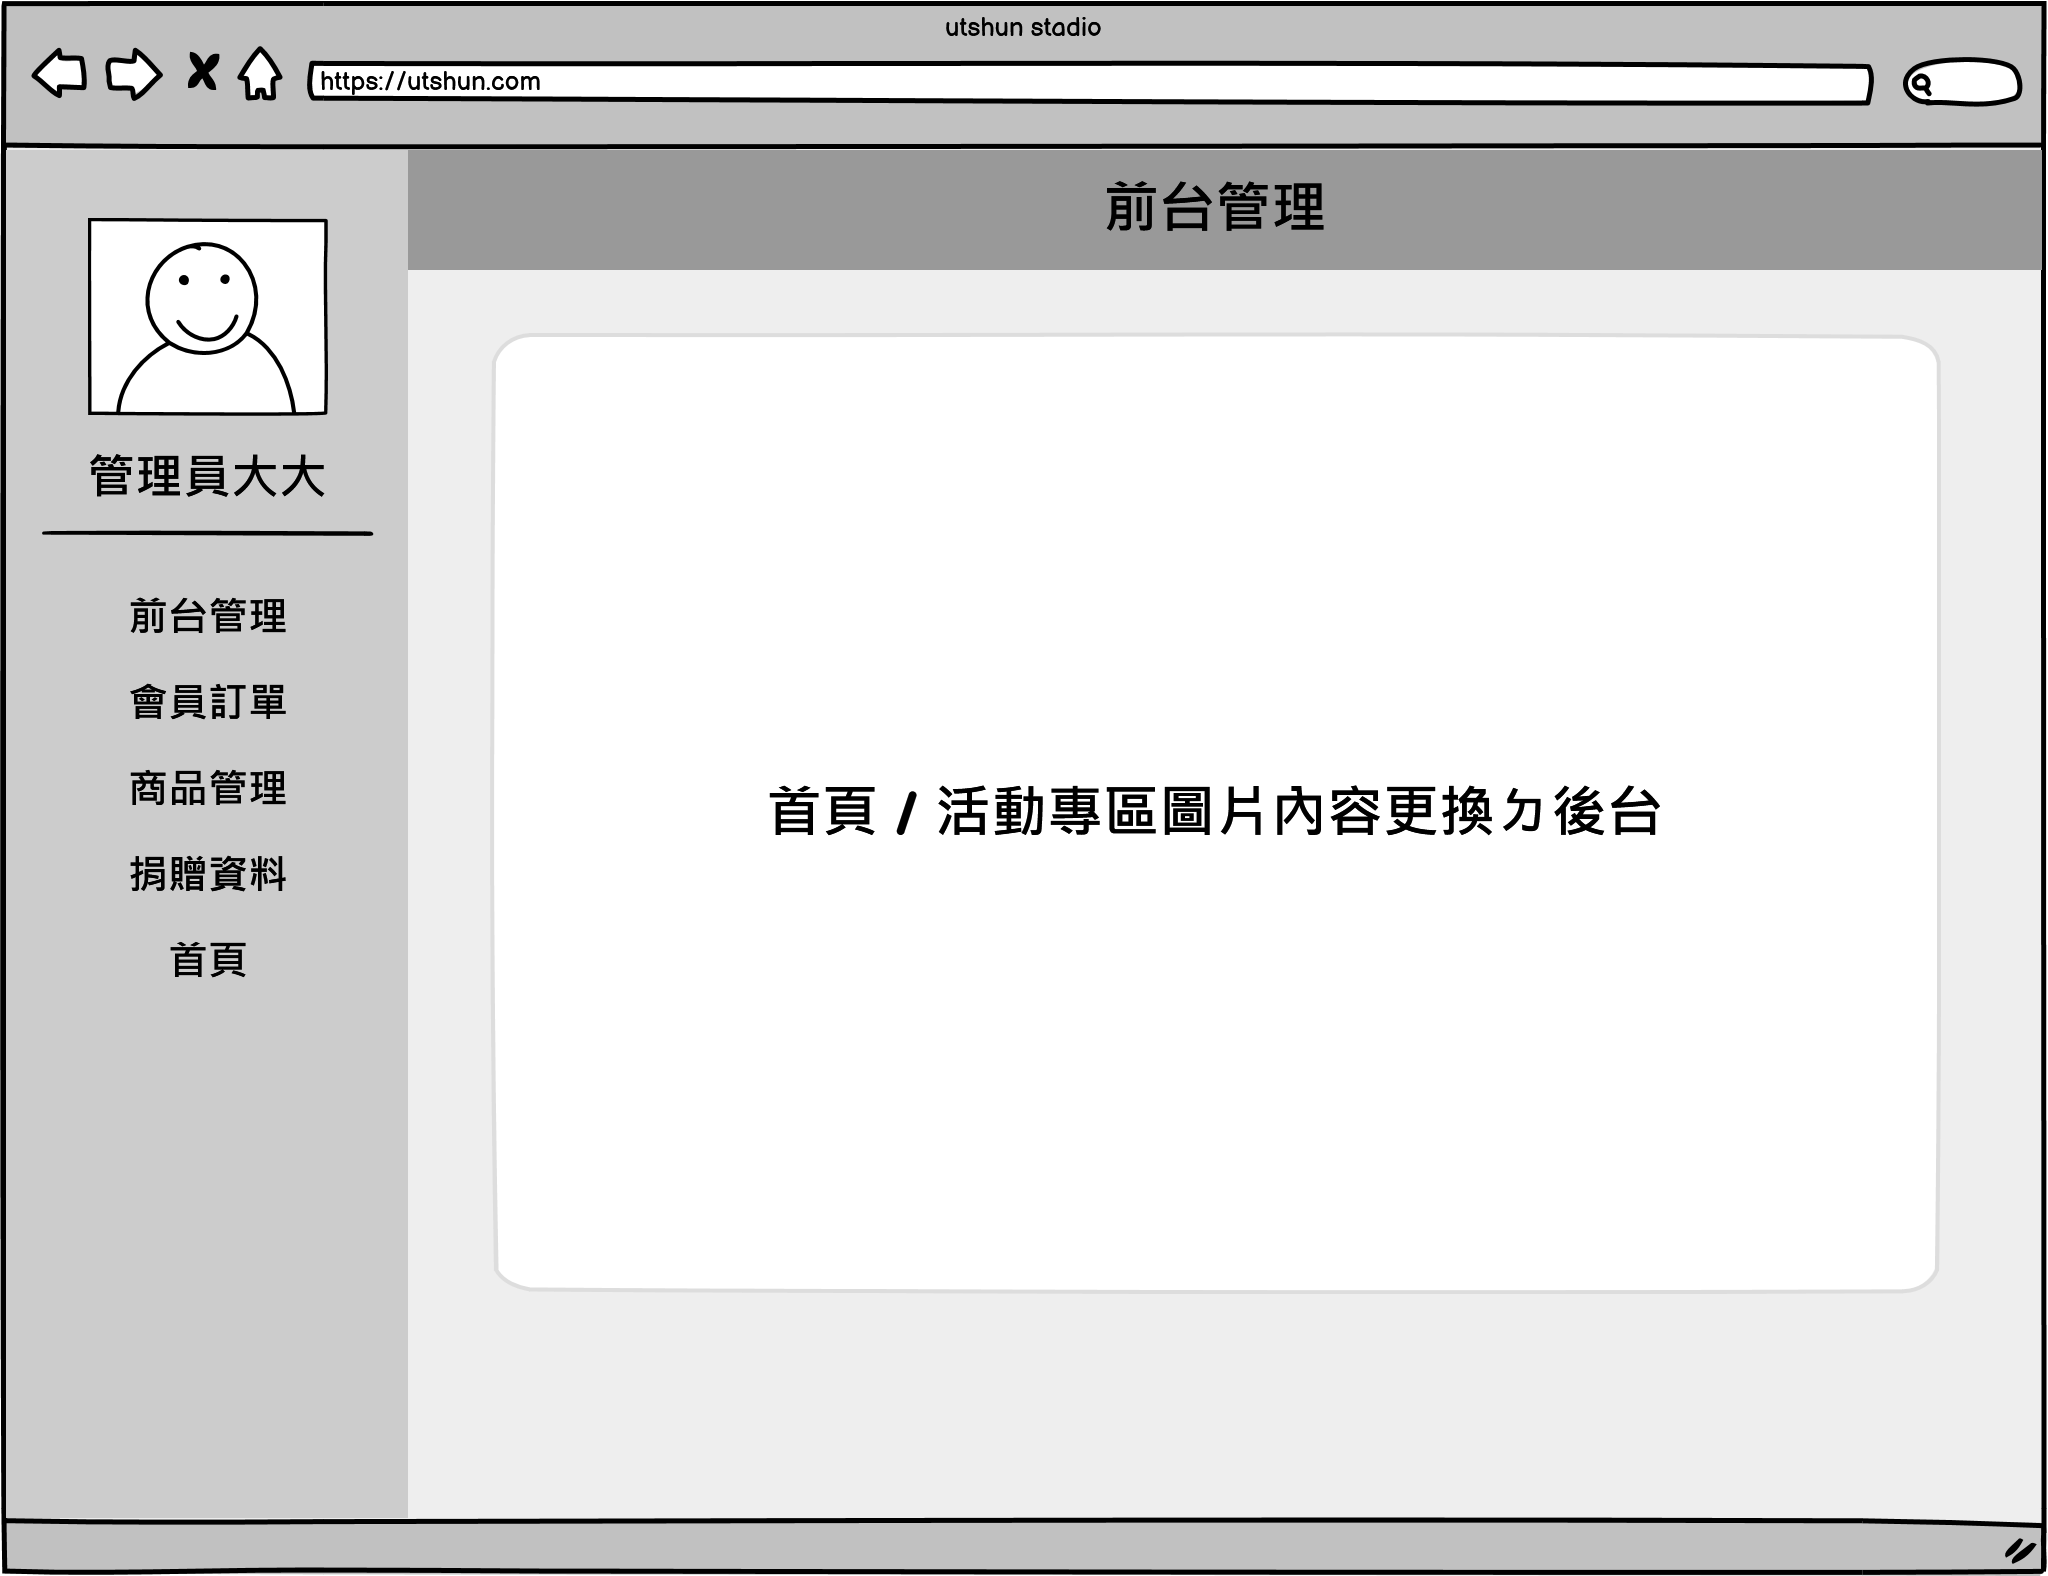 utshun stadio
https://utshun.com
前台管理
管理員大大
前台管理
會員訂單
商品管理
捐贈資料
首頁
首頁 / 活動專區圖片內容更換ㄉ後台